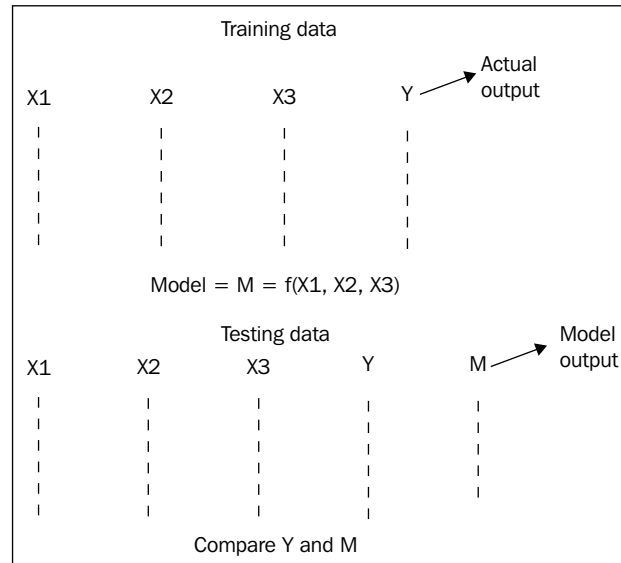 Training data
Actual
output
X1 X2 X3 Y
Model = M = f(X1, X2, X3)
Testing data
Model
output
X1 X2 X3 Y M
Compare Y and M